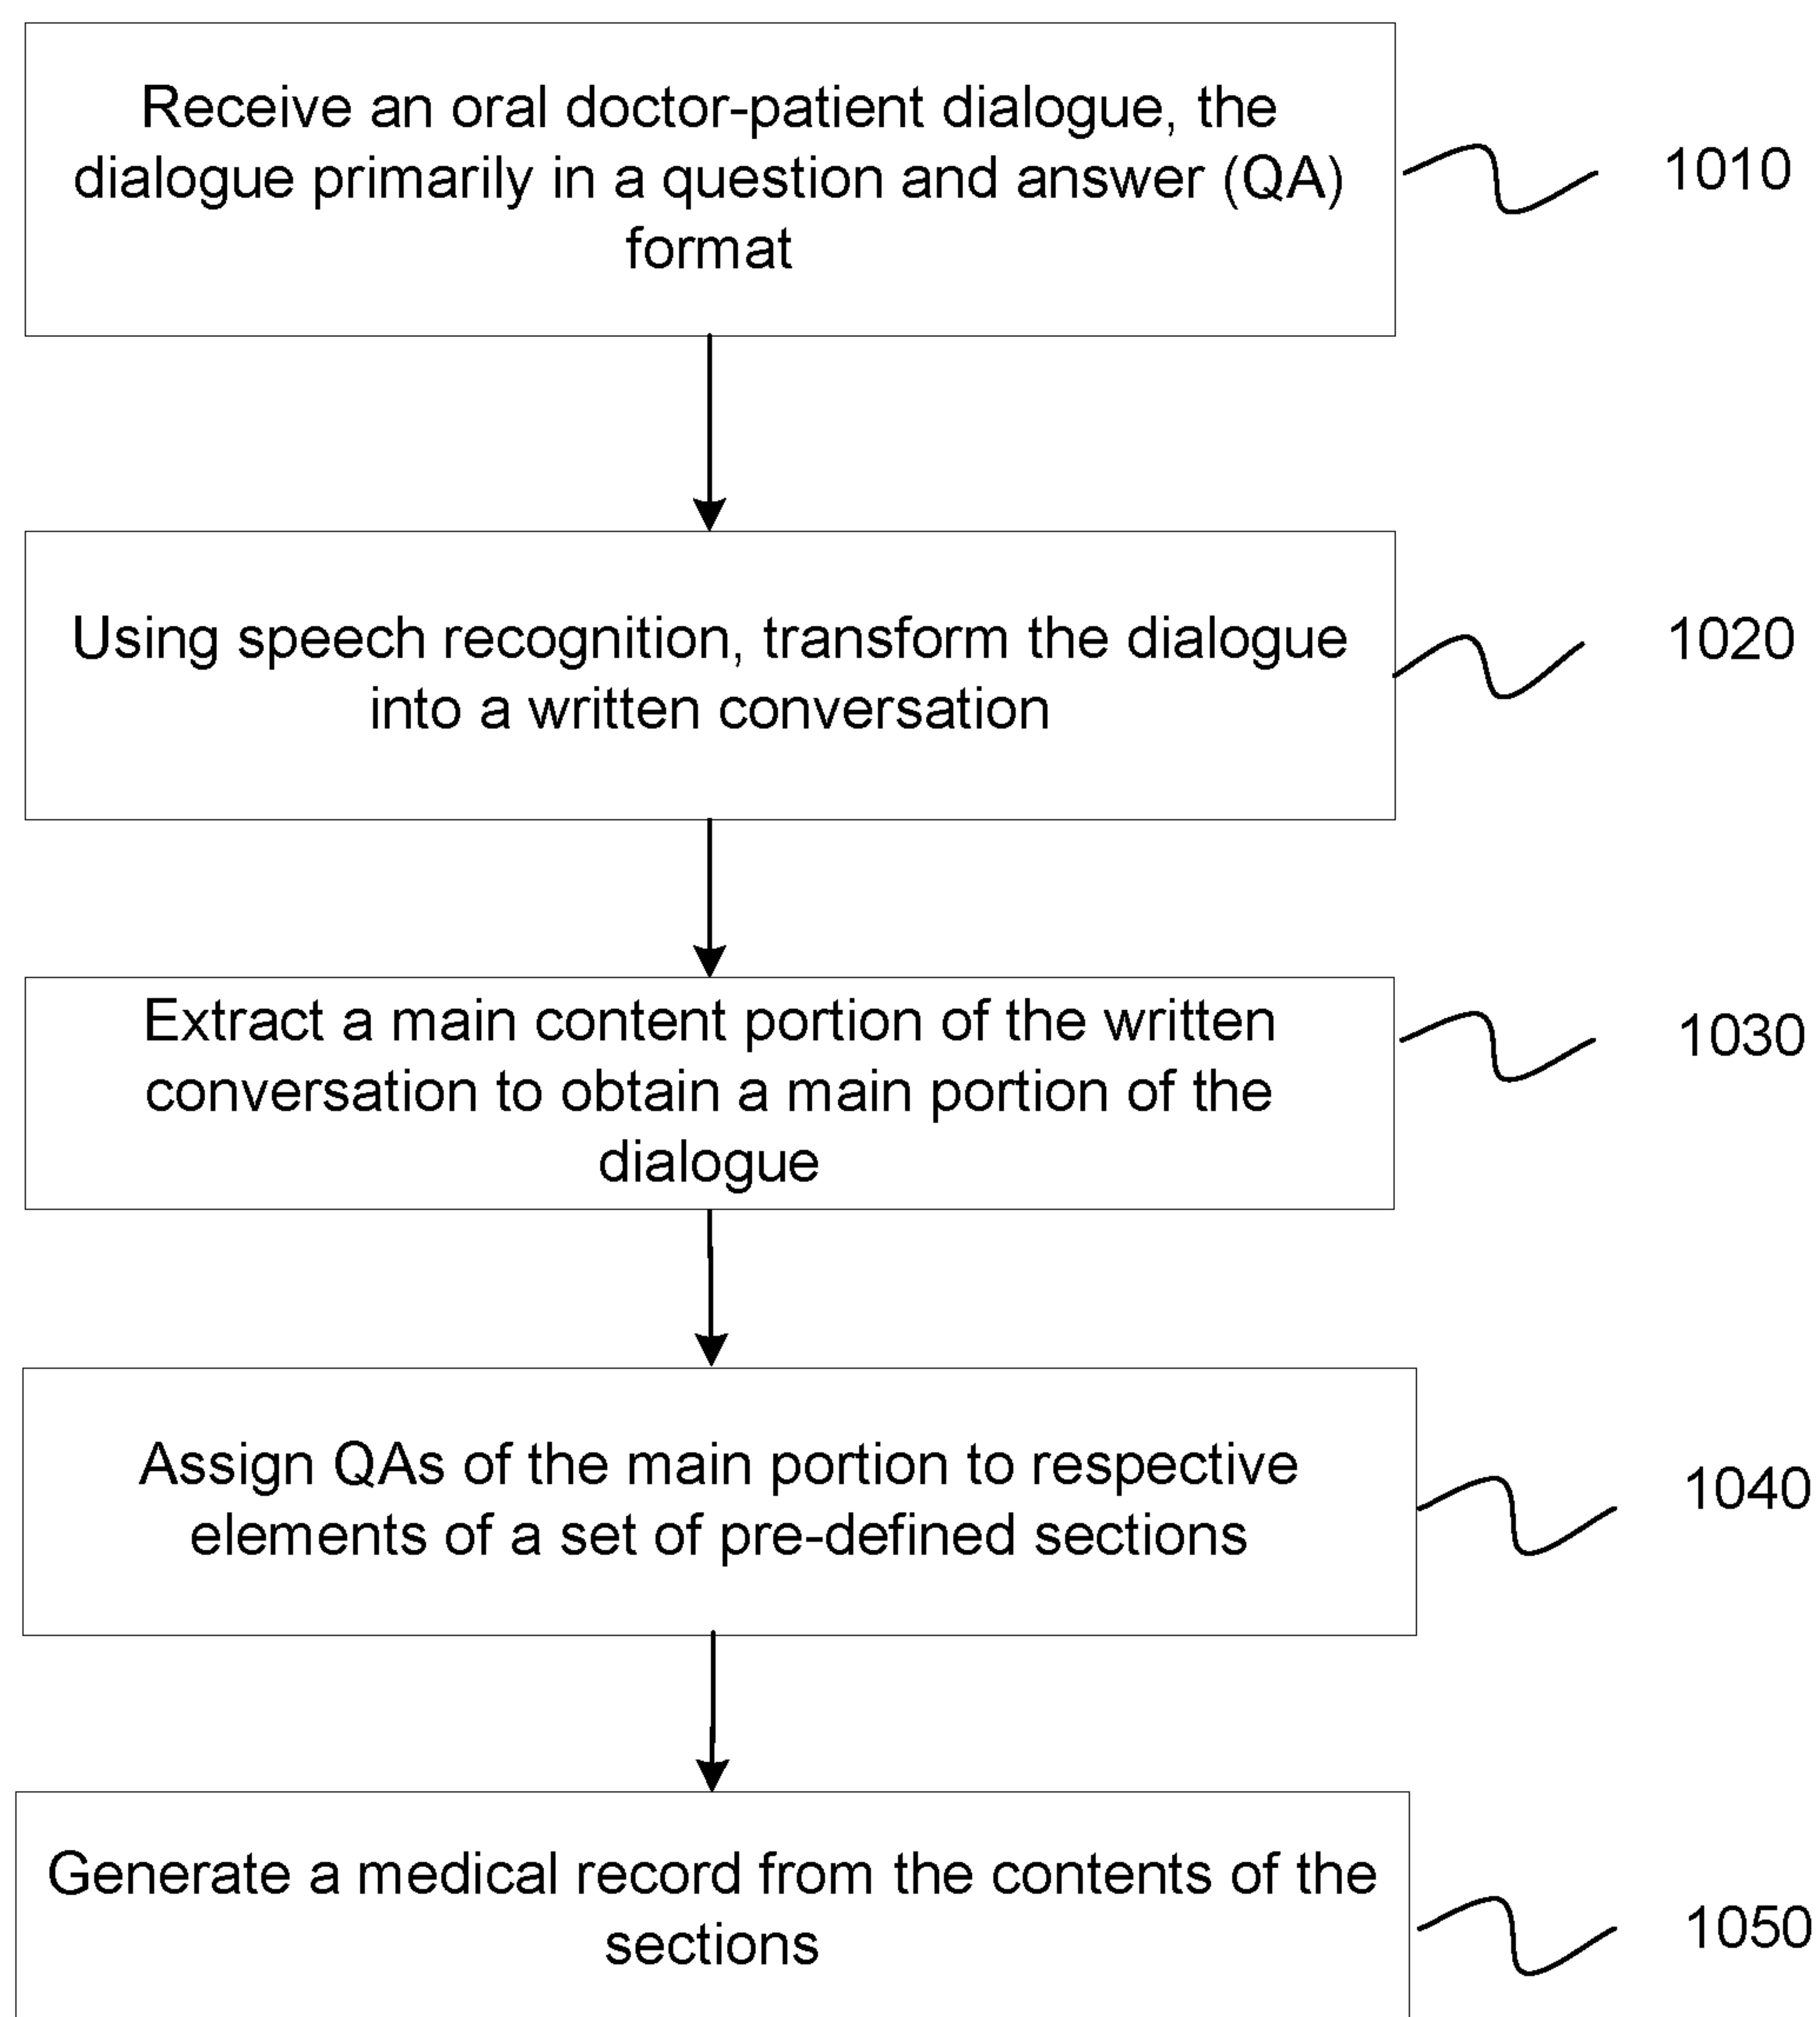 Receive an oral doctor-patient dialogue, the
dialogue primarily in a question and answer (QA)
format
1010
Using speech recognition, transform the dialogue
into a written conversation
1020
Extract a main content portion of the written
conversation to obtain a main portion of the
dialogue
1030
Assign QAs of the main portion to respective
elements of a set of pre-defined sections
1040
Generate a medical record from the contents of the
sections
1050